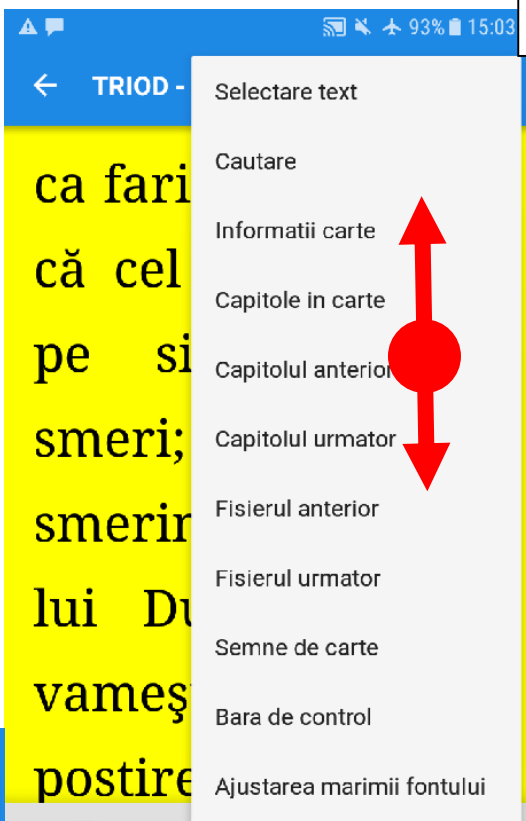 93% 15:03
TRIOD -
Selectare text
Cautare
Informatii carte
Capitole in carte
Capitolul anterior
Capitolul urmator
Fisierul anterior
Fisierul urmator
Semne de carte
Bara de control
Ajustarea marimii fontului
ca fari
că cel
pe si
smeri;
smerin
lui Du
vameş
postire